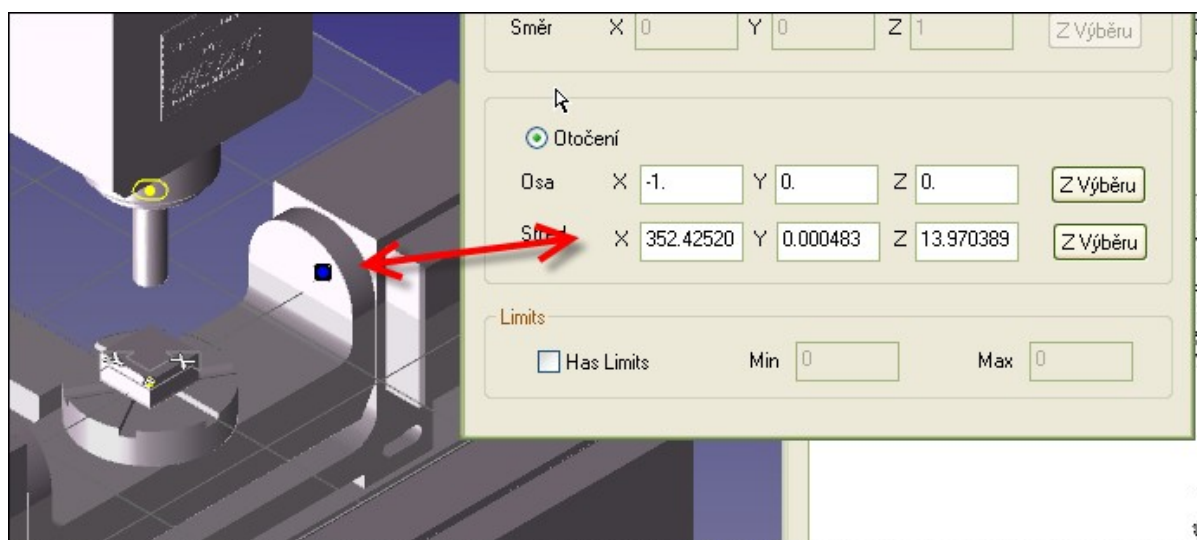 Směr X 0 Y 0 Z 1 Z Výběru
Otočení
Osa X -1. Y 0. Z 0. Z Výběru
Střed X 352.42520 Y 0.000483 Z 13.970389 Z Výběru
Limits
Has Limits Min 0 Max 0